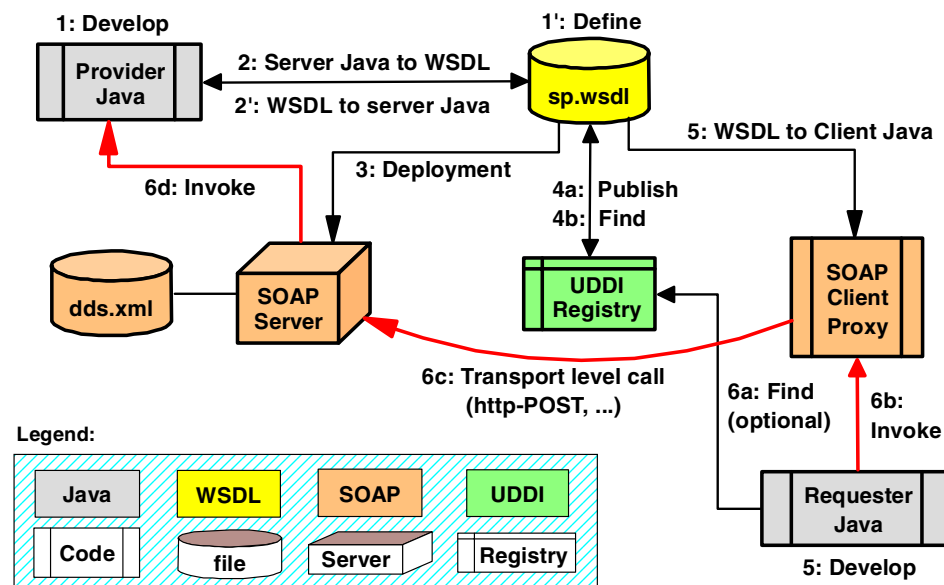 1: Develop
1': Define
Provider
Java
2: Server Java to WSDL
2': WSDL to server Java
sp.wsdl
5: WSDL to Client Java
3: Deployment
6d: Invoke
4a: Publish
4b: Find
dds.xml
SOAP
Server
UDDI
Registry
SOAP
Client
Proxy
6c: Transport level call
(http-POST, ...)
6a: Find
(optional)
6b:
Invoke
Legend:
Java
WSDL
SOAP
UDDI
Code
file
Server
Registry
Requester
Java
5: Develop